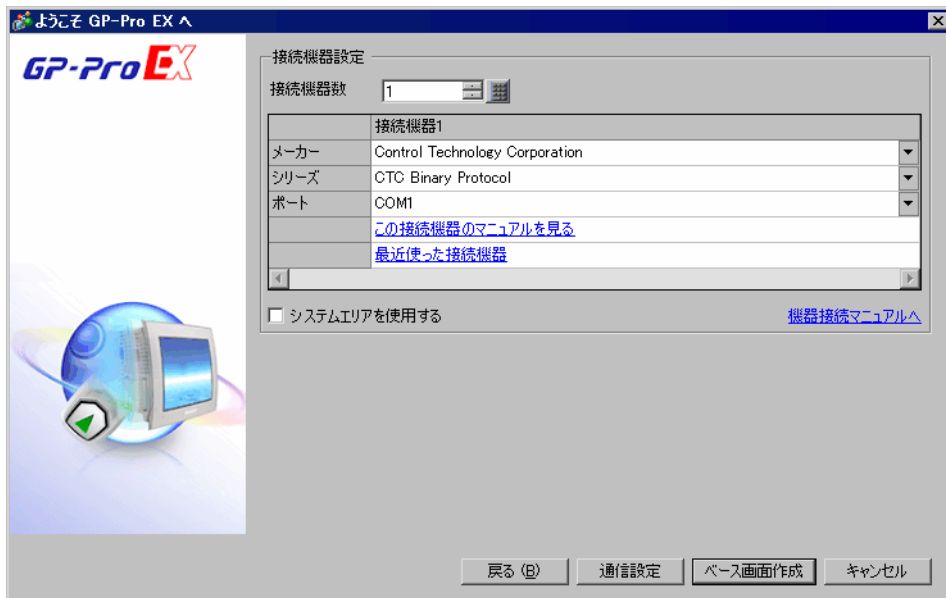 ようこそ GP-Pro EX へ
GP-Pro EX
接続機器設定
接続機器数 1
接続機器1
メーカー Control Technology Corporation
シリーズ CTC Binary Protocol
ポート COM1
この接続機器のマニュアルを見る
最近使った接続機器
システムエリアを使用する 機器接続マニュアルへ
戻る (B) 通信設定 ベース画面作成 キャンセル